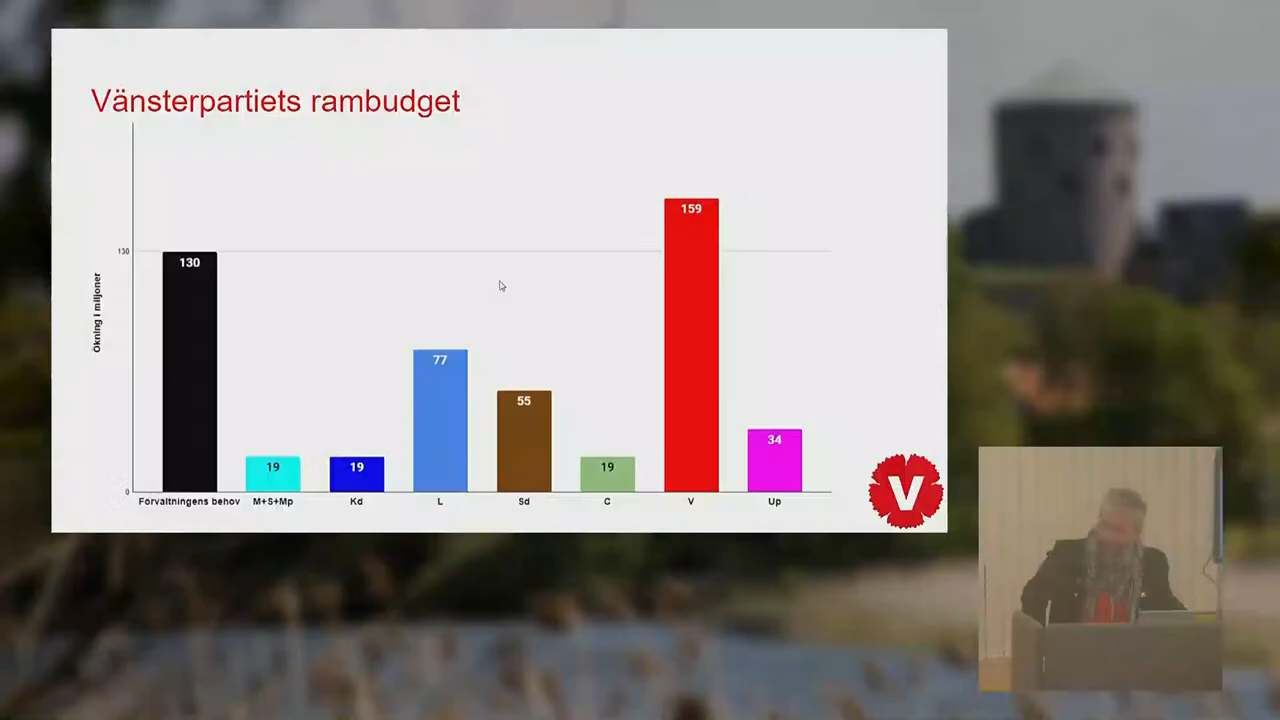 Vänsterpartiets rambudget
Ökning i miljoner
130
0
130
19
19
77
55
19
159
34
Förvaltningens behov
M+S+Mp
Kd
L
Sd
C
V
Up
V